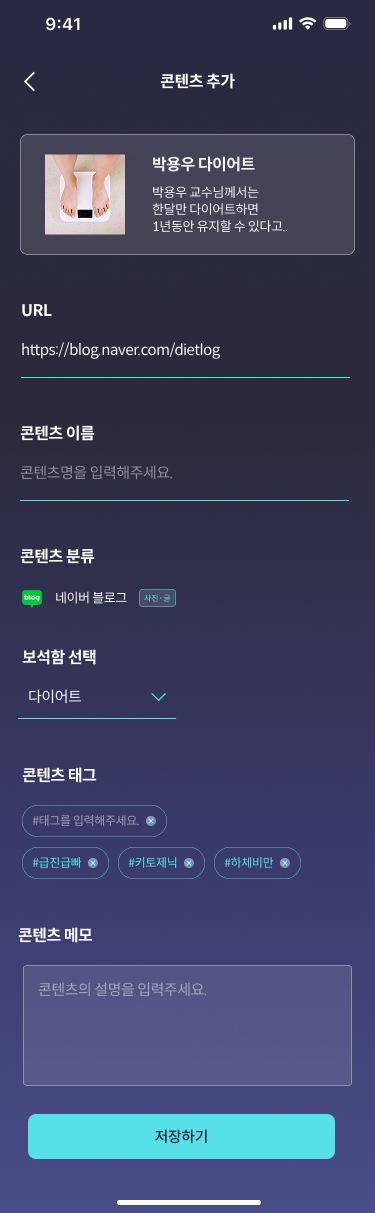 9:41
콘텐츠 추가
박용우 다이어트
박용우 교수님께서는
한달만 다이어트하면
1년동안 유지할 수 있다고..
URL
https://blog.naver.com/dietlog
콘텐츠 이름
콘텐츠명을 입력해주세요.
콘텐츠 분류
blog 네이버 블로그 사진·글
보석함 선택
다이어트
콘텐츠 태그
#태그를 입력해주세요.
#급진급빠 #키토제닉 #하체비만
콘텐츠 메모
콘텐츠의 설명을 입력주세요.
저장하기